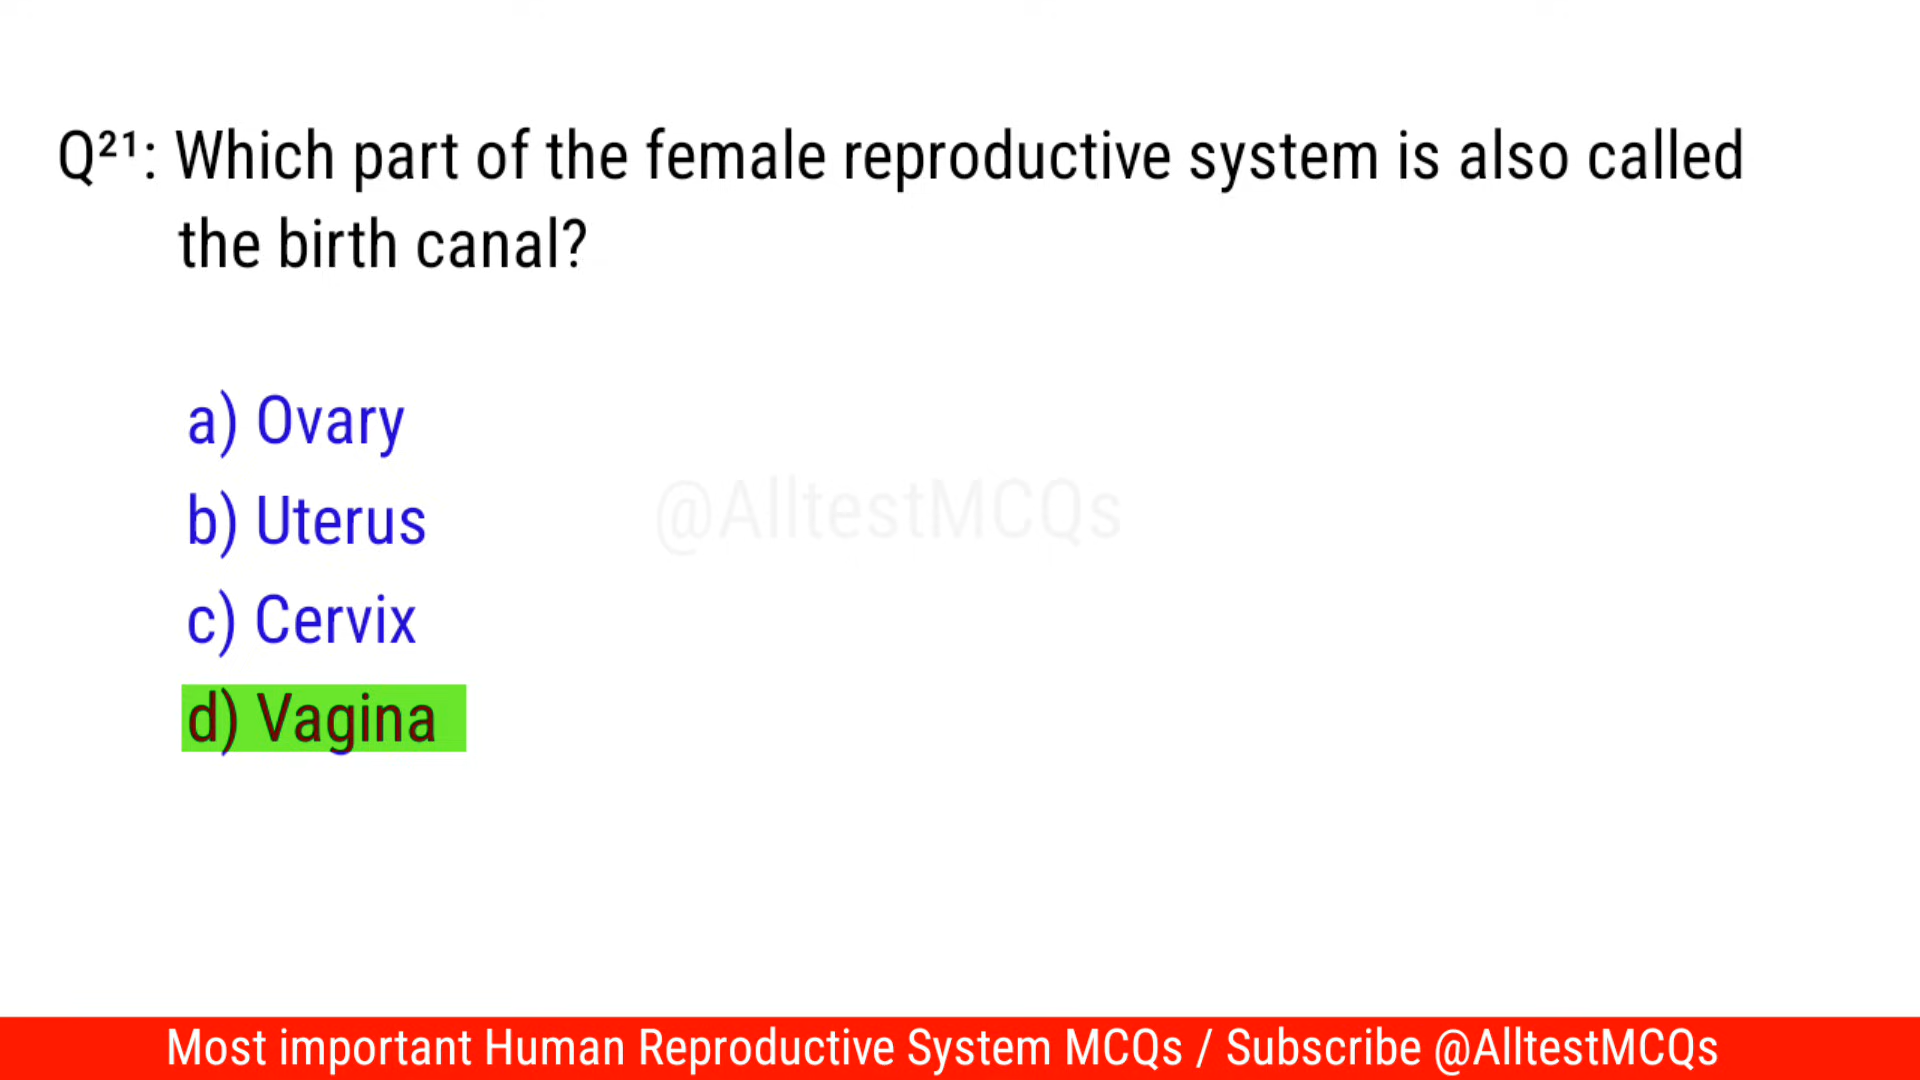 Q²¹: Which part of the female reproductive system is also called
the birth canal?
a) Ovary
b) Uterus
@AlltestMCQs
c) Cervix
d) Vagina
Most important Human Reproductive System MCQs / Subscribe @AlltestMCQs